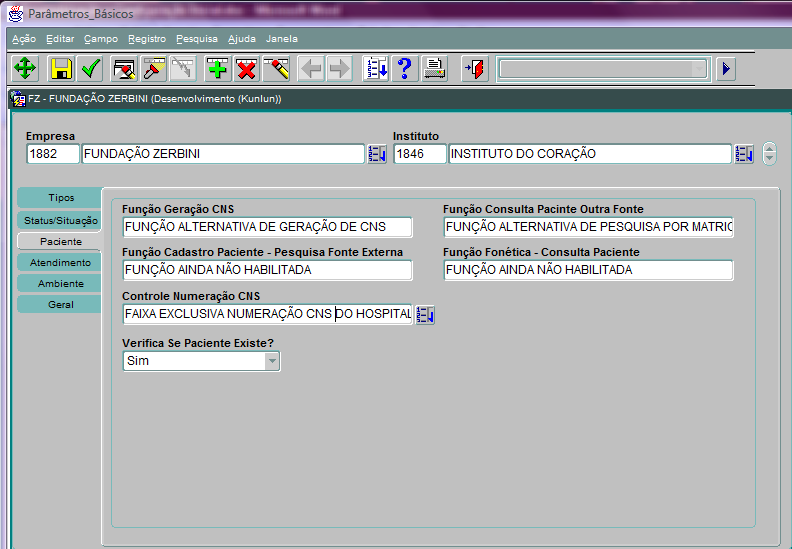 Parâmetros_Básicos
Ação Editar Campo Registro Pesquisa Ajuda Janela
FZ - FUNDAÇÃO ZERBINI (Desenvolvimento (Kunlun))
Empresa Instituto
1882 FUNDAÇÃO ZERBINI 1846 INSTITUTO DO CORAÇÃO
Tipos
Status/Situação
Paciente
Atendimento
Ambiente
Geral
Função Geração CNS Função Consulta Pacinte Outra Fonte
FUNÇÃO ALTERNATIVA DE GERAÇÃO DE CNS FUNÇÃO ALTERNATIVA DE PESQUISA POR MATRIC
Função Cadastro Paciente - Pesquisa Fonte Externa Função Fonética - Consulta Paciente
FUNÇÃO AINDA NÃO HABILITADA FUNÇÃO AINDA NÃO HABILITADA
Controle Numeração CNS
FAIXA EXCLUSIVA NUMERAÇÃO CNS DO HOSPITAL
Verifica Se Paciente Existe?
Sim